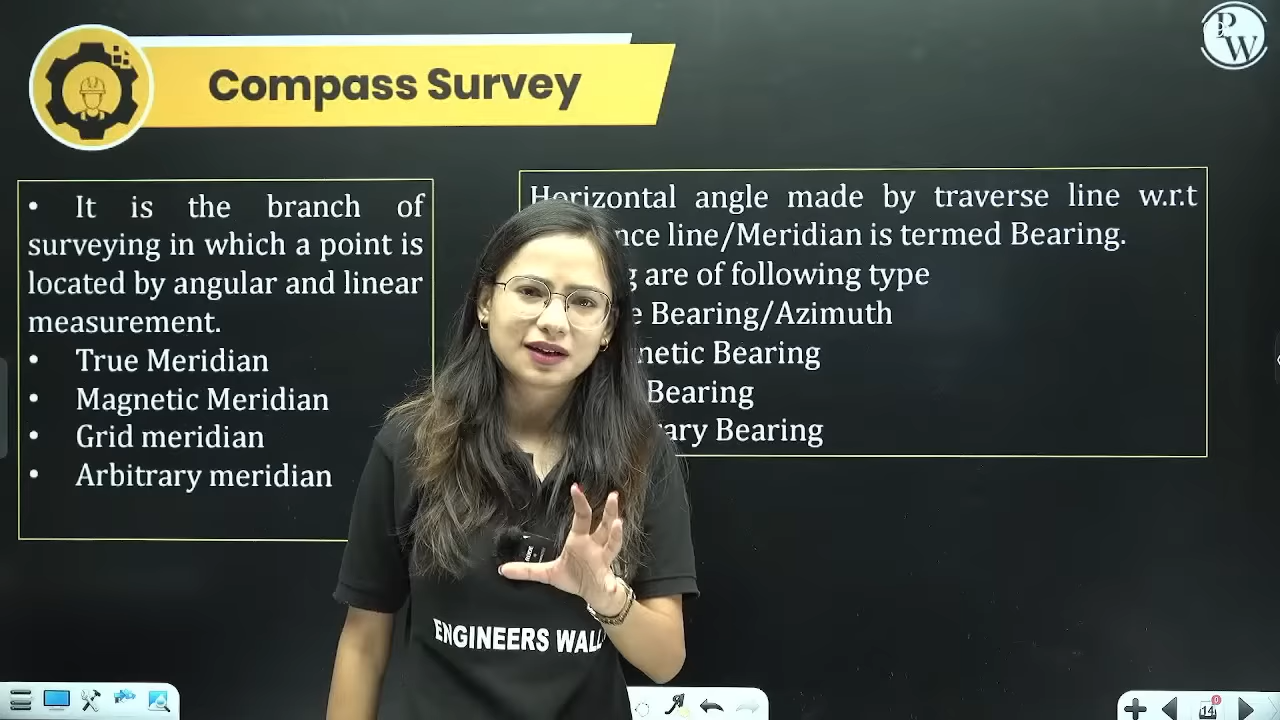 Compass Survey
PW
• It is the branch of
surveying in which a point is
located by angular and linear
measurement.
• True Meridian
• Magnetic Meridian
• Grid meridian
• Arbitrary meridian
Horizontal angle made by traverse line w.r.t
line/Meridian is termed Bearing.
are of following type
Bearing/Azimuth
Bearing
Bearing
Bearing
ENGINEERS WALL
14